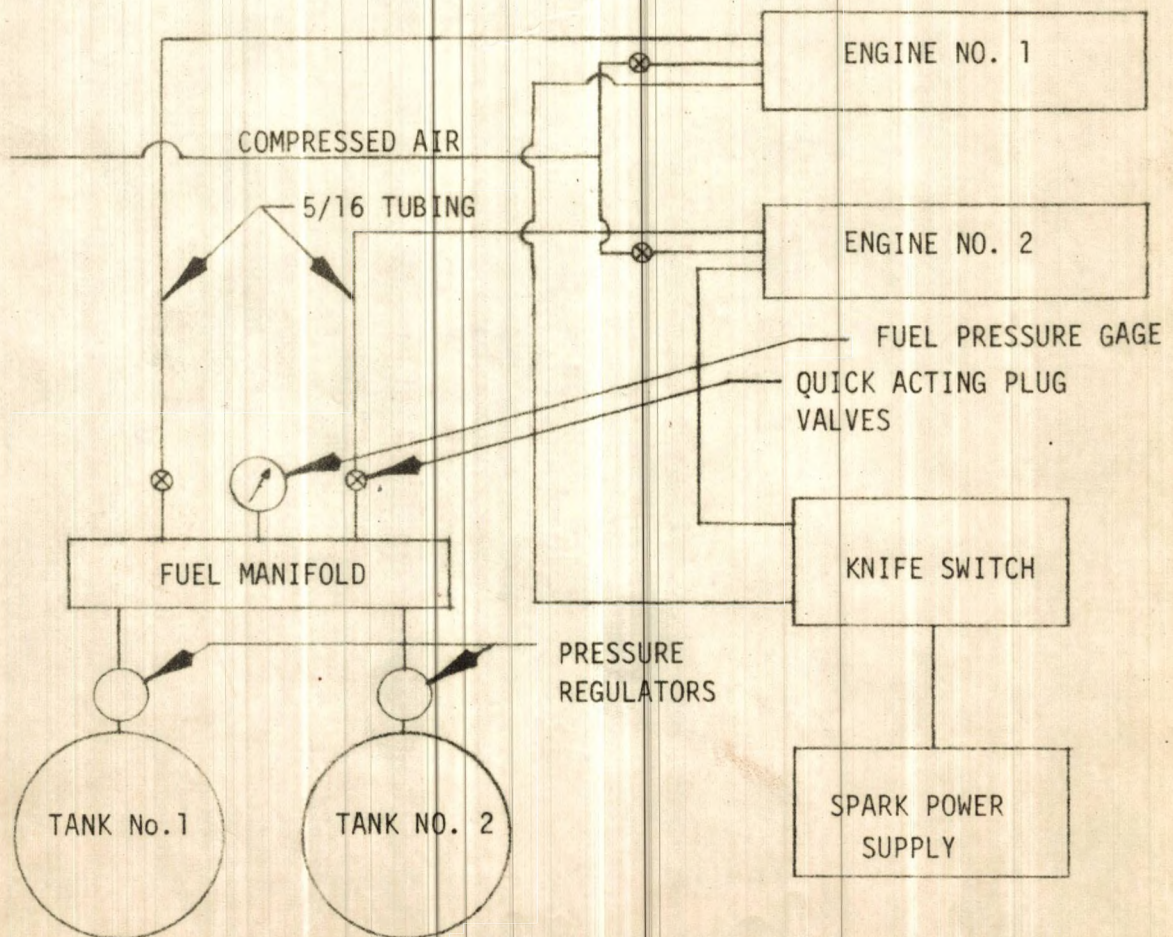 ENGINE NO. 1
COMPRESSED AIR
5/16 TUBING
ENGINE NO. 2
FUEL PRESSURE GAGE
QUICK ACTING PLUG
VALVES
FUEL MANIFOLD
KNIFE SWITCH
PRESSURE
REGULATORS
TANK No.1
TANK NO. 2
SPARK POWER
SUPPLY